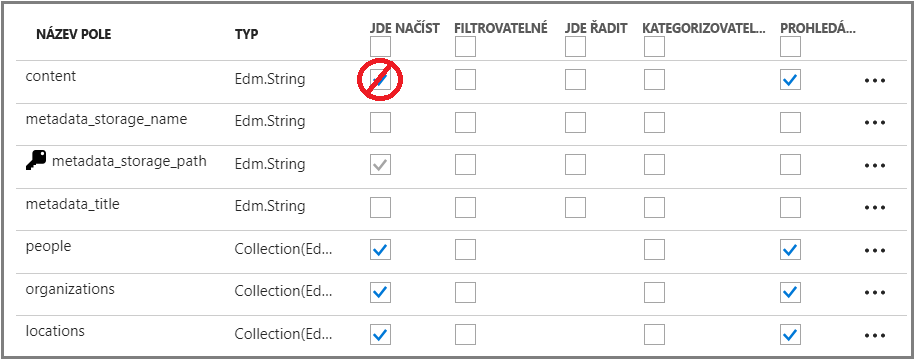 NÁZEV POLE TYP JDE NAČÍST FILTROVATELNÉ JDE ŘADIT KATEGORIZOVATEL... PROHLEDÁ...
content Edm.String
metadata_storage_name Edm.String
metadata_storage_path Edm.String
metadata_title Edm.String
people Collection(Ed...
organizations Collection(Ed...
locations Collection(Ed...